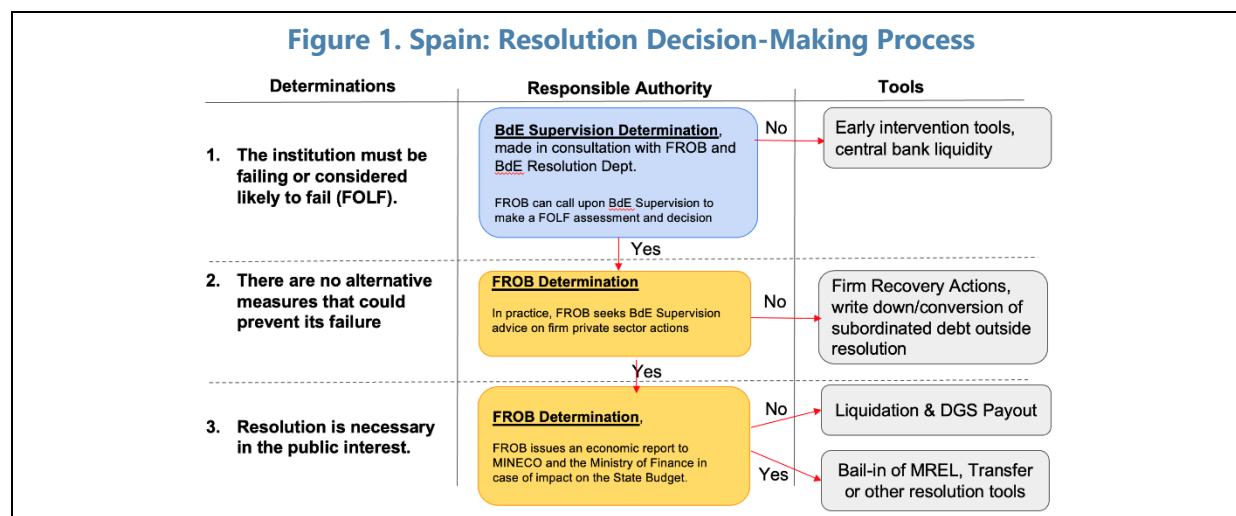 Figure 1. Spain: Resolution Decision-Making Process
Determinations
Responsible Authority
Tools
1. The institution must be
failing or considered
likely to fail (FOLF).
BdE Supervision Determination,
made in consultation with FROB and
BdE Resolution Dept.
FROB can call upon BdE Supervision to
make a FOLF assessment and decision
No
Early intervention tools,
central bank liquidity
Yes
2. There are no alternative
measures that could
prevent its failure
FROB Determination
In practice, FROB seeks BdE Supervision
advice on firm private sector actions
No
Firm Recovery Actions,
write down/conversion of
subordinated debt outside
resolution
Yes
3. Resolution is necessary
in the public interest.
FROB Determination,
FROB issues an economic report to
MINECO and the Ministry of Finance in
case of impact on the State Budget.
No
Liquidation & DGS Payout
Yes
Bail-in of MREL, Transfer
or other resolution tools